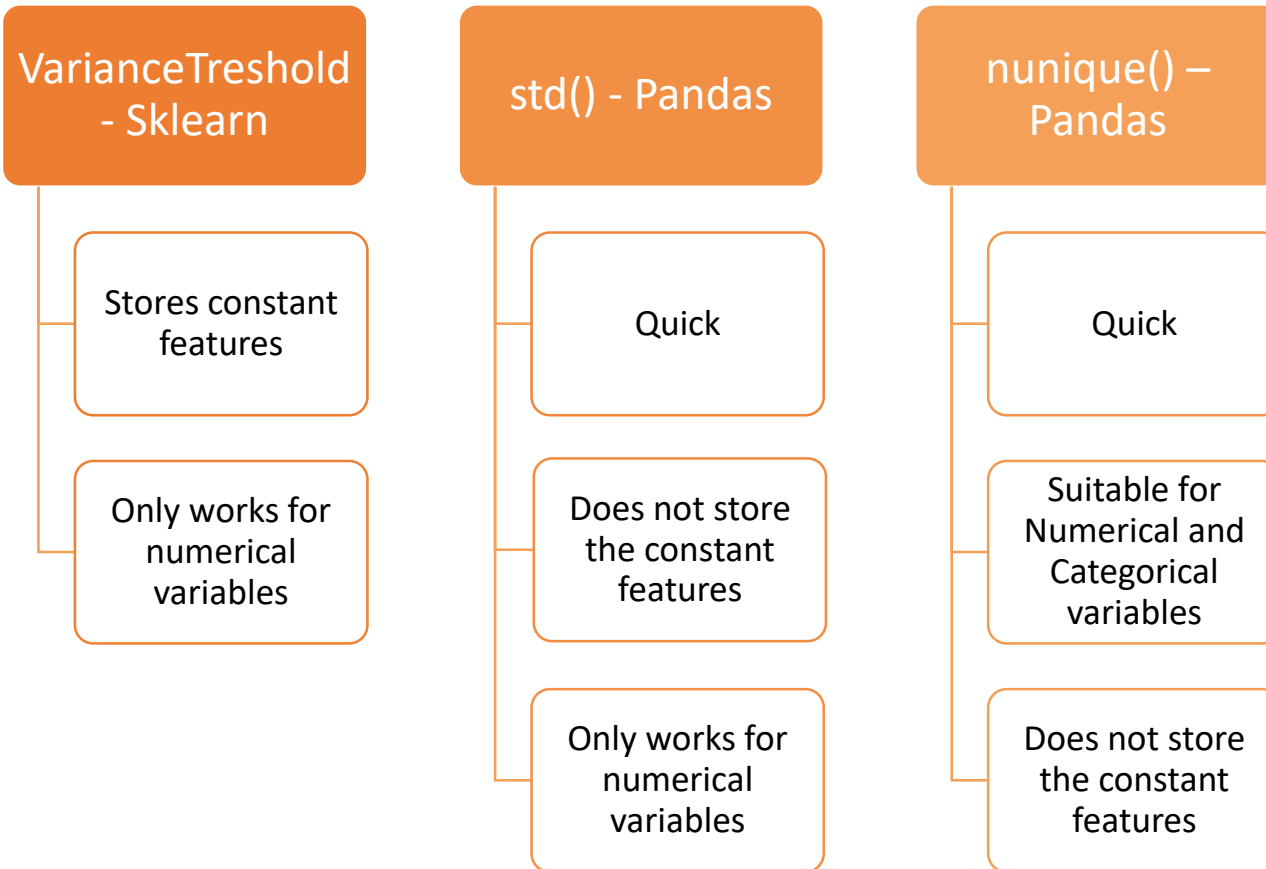 VarianceTreshold
- Sklearn
Stores constant
features
Only works for
numerical
variables
std() - Pandas
Quick
Does not store
the constant
features
Only works for
numerical
variables
nunique() –
Pandas
Quick
Suitable for
Numerical and
Categorical
variables
Does not store
the constant
features